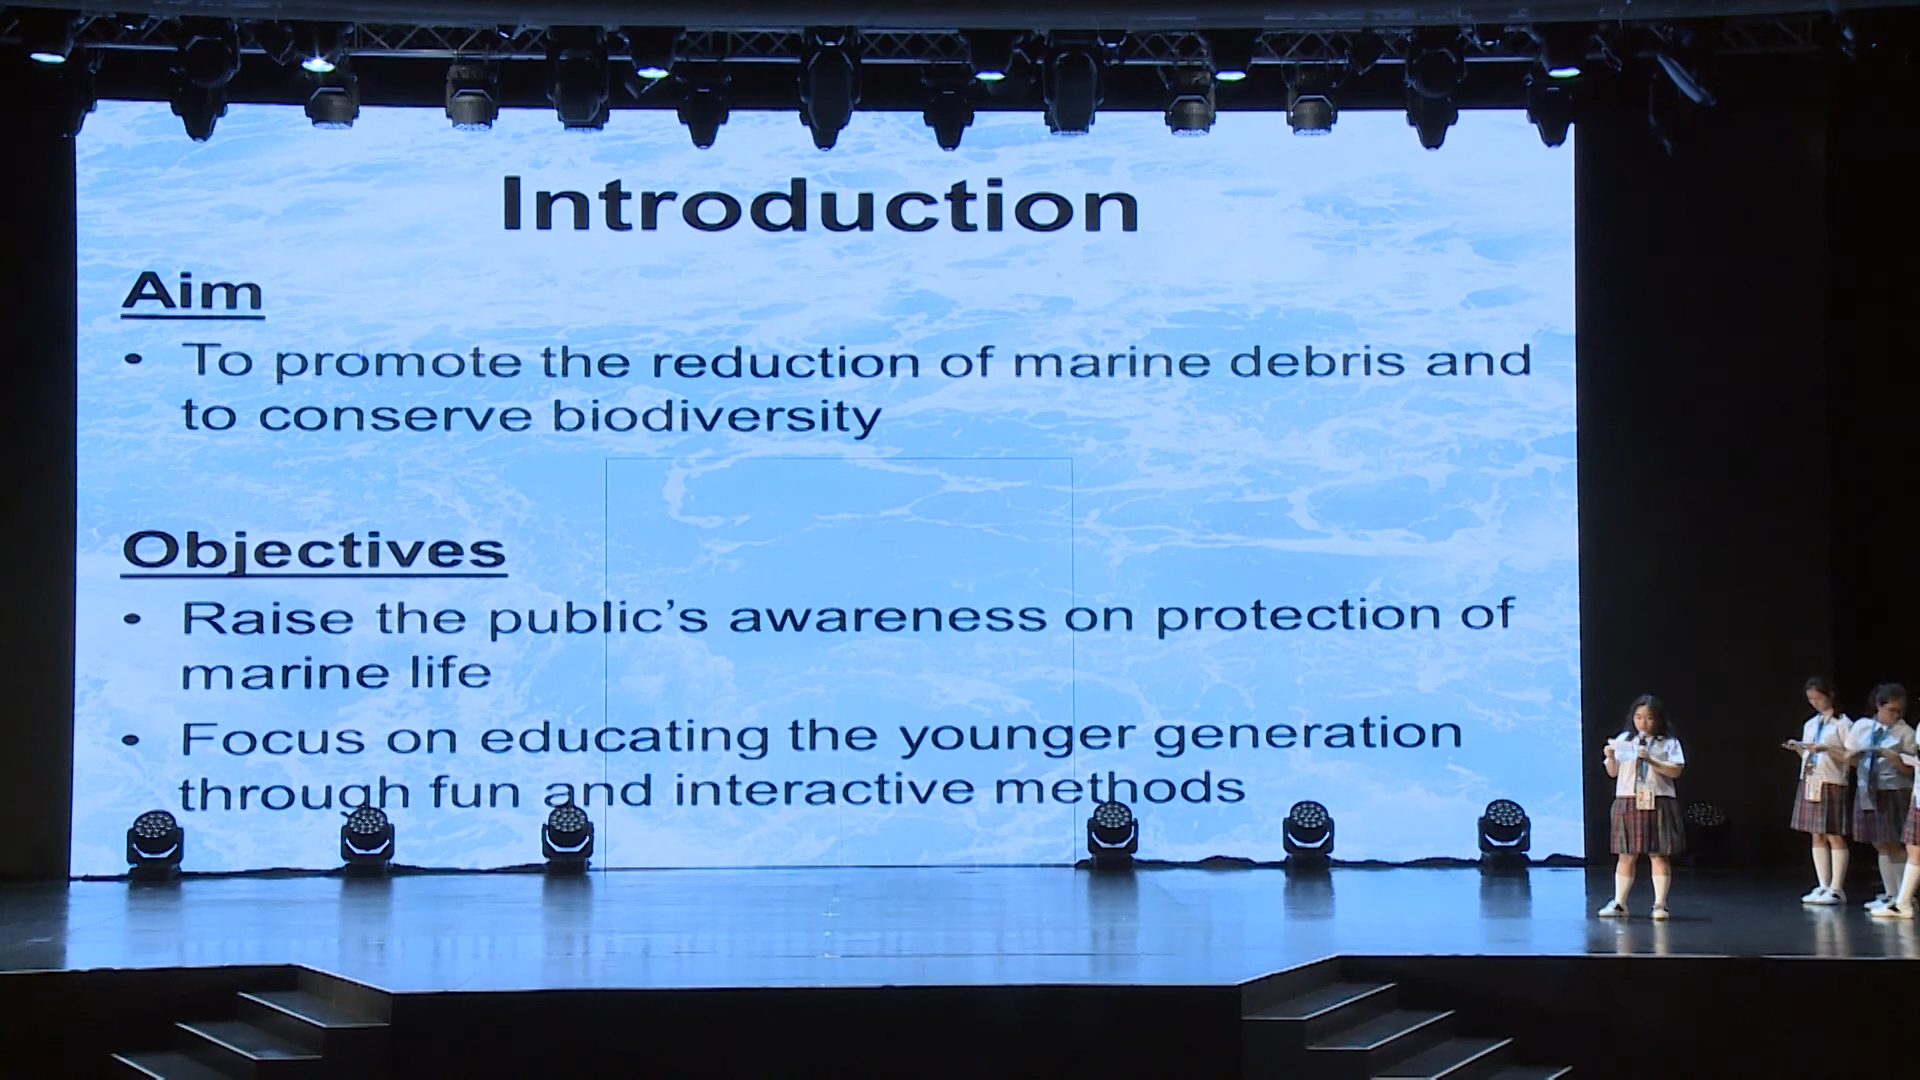 Introduction
Aim
• To promote the reduction of marine debris and
to conserve biodiversity
Objectives
• Raise the public's awareness on protection of
marine life
• Focus on educating the younger generation
through fun and interactive methods